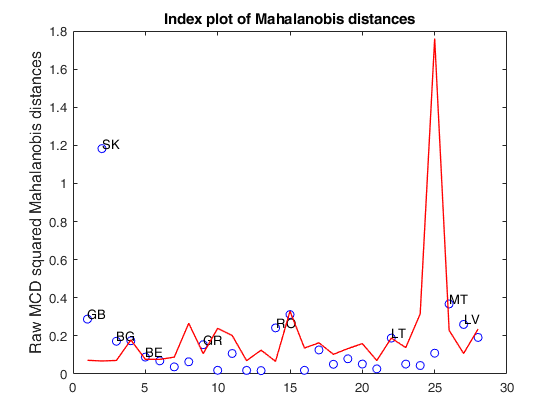 Index plot of Mahalanobis distances
Raw MCD squared Mahalanobis distances
1.8
1.6
1.4
1.2
1
0.8
0.6
0.4
0.2
0
SK
GB
BG
BE
GR
RO
LT
MT
LV
0 5 10 15 20 25 30